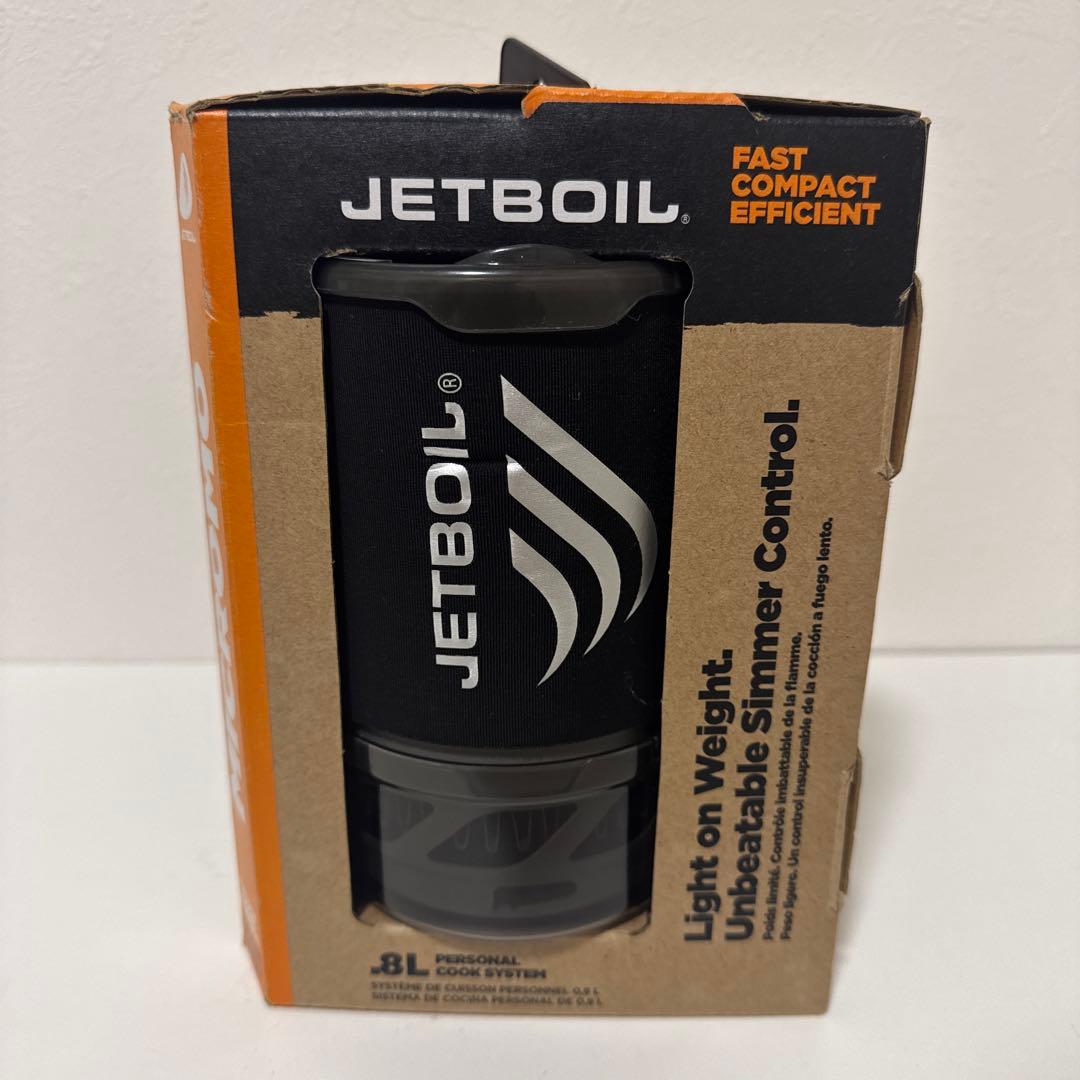 JETBOIL®
FAST
COMPACT
EFFICIENT
JETBOIL®
Light on Weight.
Unbeatable Simmer Control.
Poids limité. Contrôle imbattable de la flamme.
Peso ligero. Un control insuperable de la cocción a fuego lento.
.8L PERSONAL
COOK SYSTEM
SYSTÈME DE CUISSON PERSONNEL 0,8 L
SISTEMA DE COCINA PERSONAL DE 0,8 L
JETBOIL
MICROMO